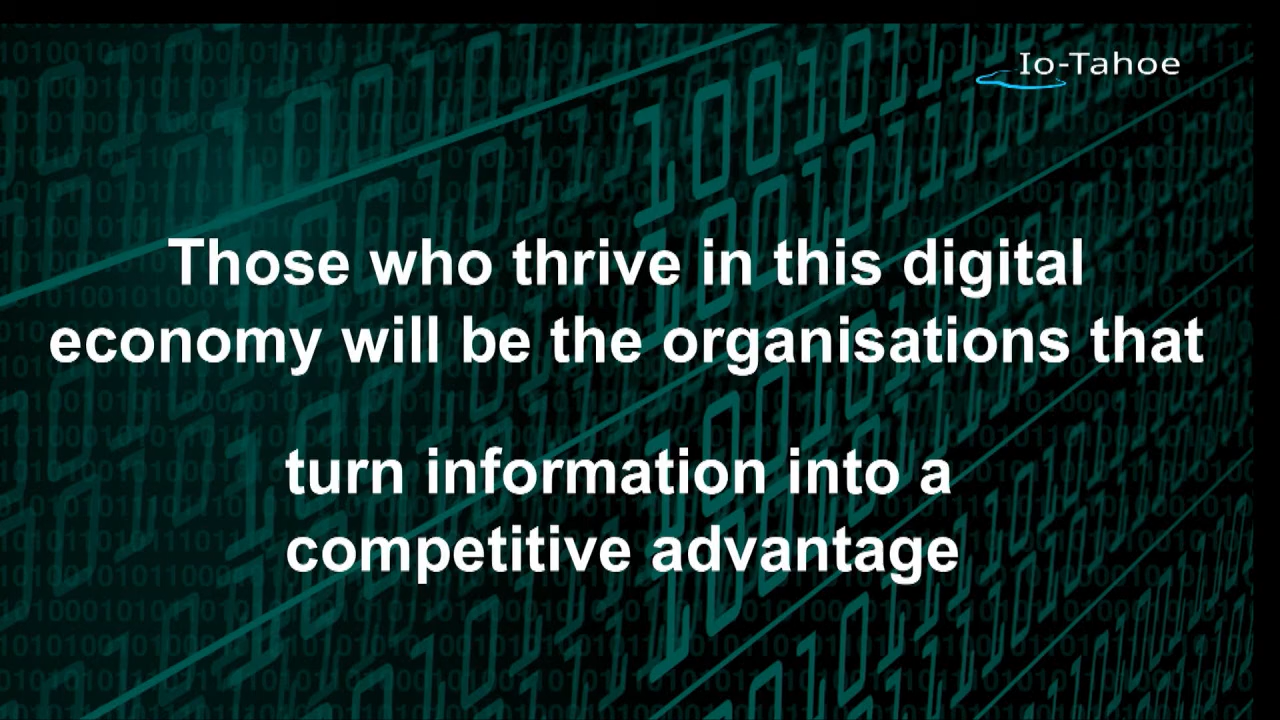 Io-Tahoe
Those who thrive in this digital
economy will be the organisations that
turn information into a
competitive advantage